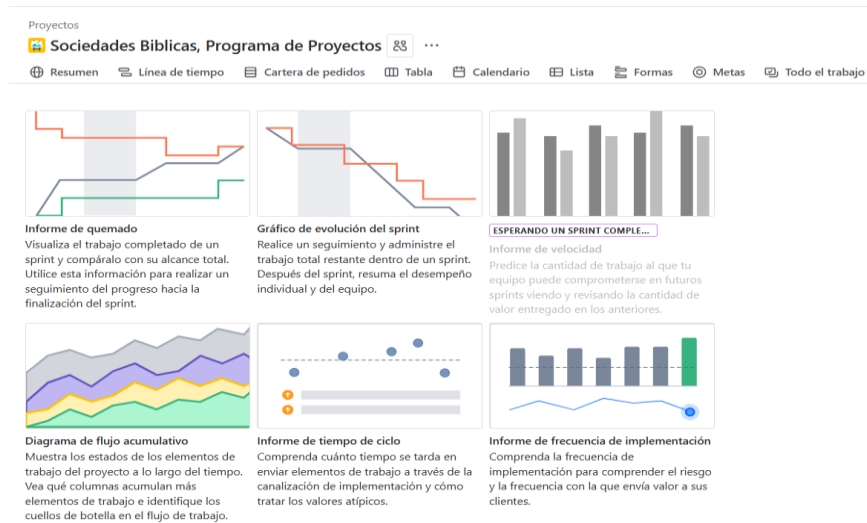 Proyectos
Sociedades Biblicas, Programa de Proyectos
Resumen Línea de tiempo Cartera de pedidos Tabla Calendario Lista Formas Metas Todo el trabajo
Informe de quemado
Visualiza el trabajo completado de un
sprint y compáralo con su alcance total.
Utilice esta información para realizar un
seguimiento del progreso hacia la
finalización del sprint.
Gráfico de evolución del sprint
Realice un seguimiento y administre el
trabajo total restante dentro de un sprint.
Después del sprint, resuma el desempeño
individual y del equipo.
ESPERANDO UN SPRINT COMPLE...
Informe de velocidad
Predice la cantidad de trabajo al que tu
equipo puede comprometerse en futuros
sprints viendo y revisando la cantidad de
valor entregado en los anteriores.
Diagrama de flujo acumulativo
Muestra los estados de los elementos de
trabajo del proyecto a lo largo del tiempo.
Vea qué columnas acumulan más
elementos de trabajo e identifique los
cuellos de botella en el flujo de trabajo.
Informe de tiempo de ciclo
Comprenda cuánto tiempo se tarda en
enviar elementos de trabajo a través de la
canalización de implementación y cómo
tratar los valores atípicos.
Informe de frecuencia de implementación
Comprenda la frecuencia de
implementación para comprender el riesgo
y la frecuencia con la que envía valor a sus
clientes.